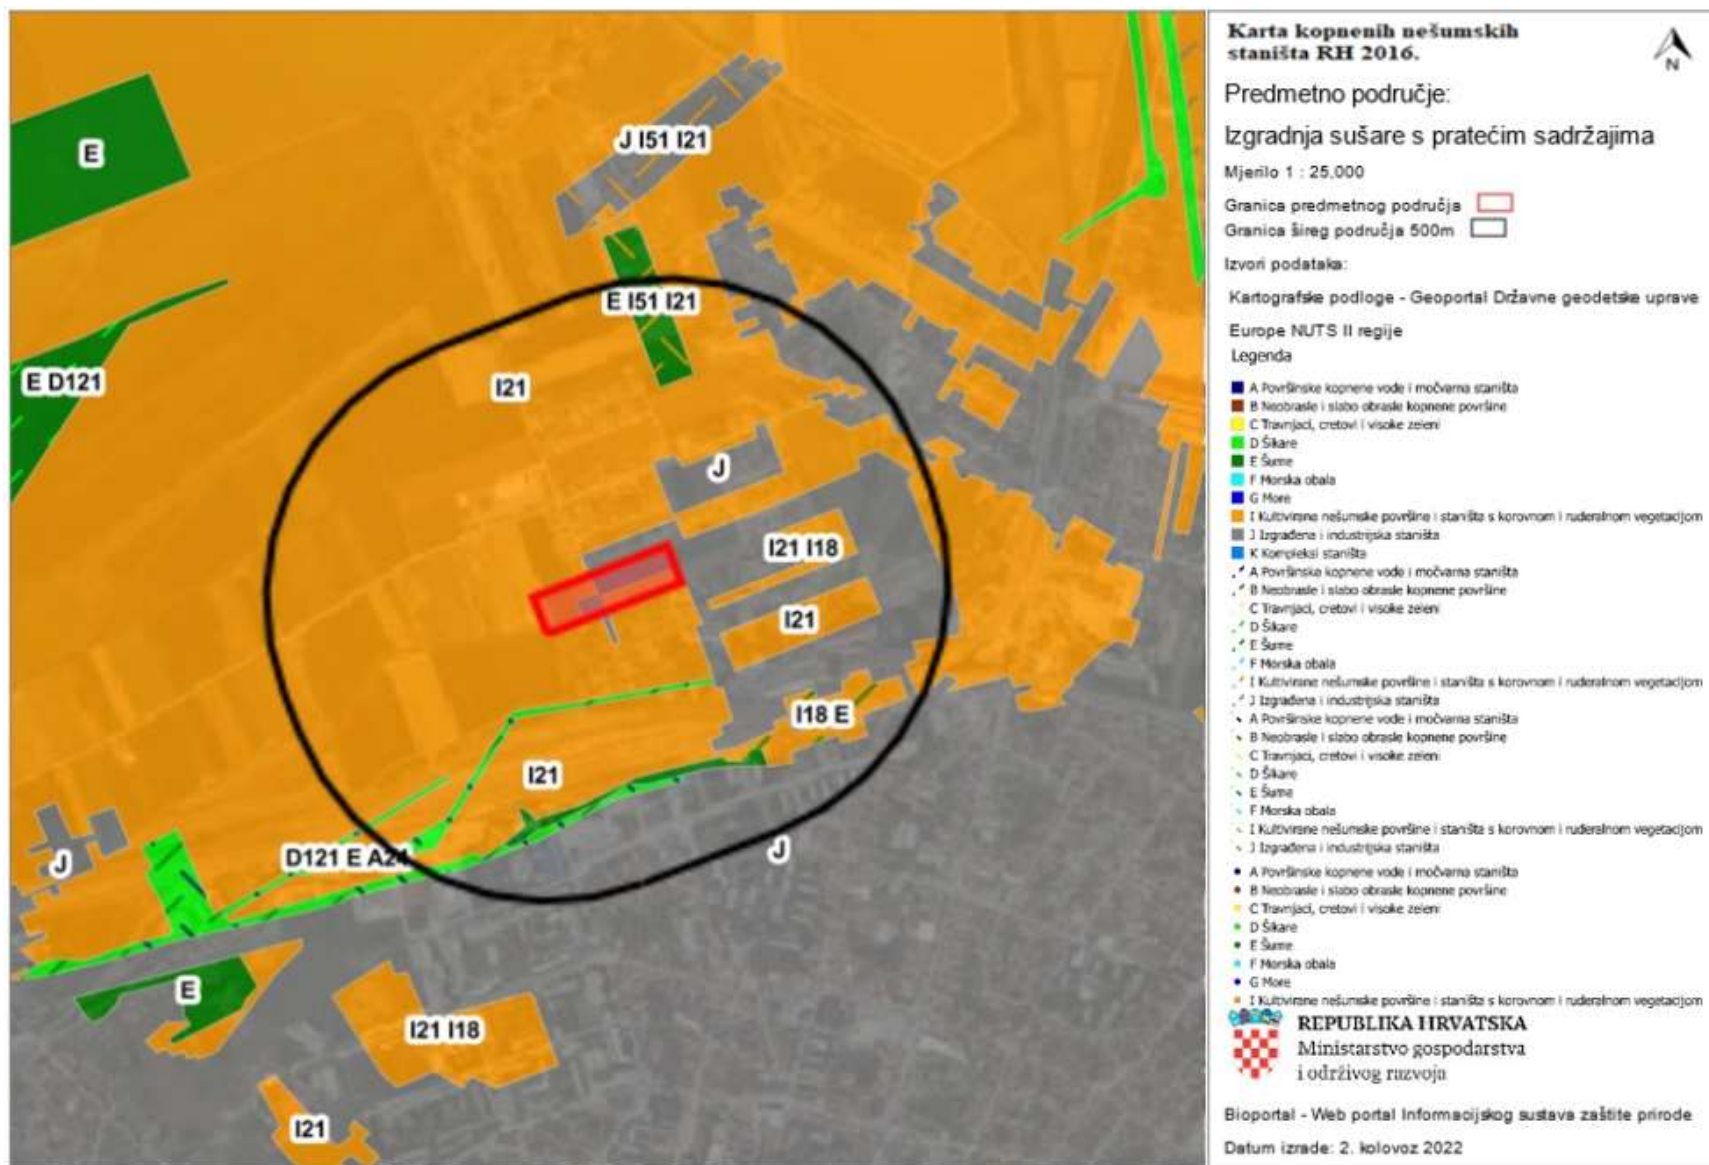 E
J I51 I21
E I51 I21
E D121
I21
J
I21 I18
I21
I18 E
I21
D121 E A24
J
J
E
I21 I18
I21
Karta kopnenih nešumskih
staništa RH 2016.
N
Predmetno područje:
Izgradnja sušare s pratećim sadržajima
Mjerilo 1 : 25,000
Granica predmetnog područja
Granica šireg područja 500m
Izvori podataka:
Kartografske podloge - Geoportal Državne geodetske uprave
Europe NUTS II regije
Legenda
A Površinske kopnene vode i močvarna staništa
B Neobrasle i slabo obrasle kopnene površine
C Travnjaci, cretovi i visoke zeleni
D Šikare
E Šume
F Morska obala
G More
I Kultivirane nešumske površine i staništa s korovnom i ruderalnom vegetacijom
J Izgrađena i industrijska staništa
K Kompleksi staništa
A Površinske kopnene vode i močvarna staništa
B Neobrasle i slabo obrasle kopnene površine
C Travnjaci, cretovi i visoke zeleni
D Šikare
E Šume
F Morska obala
I Kultivirane nešumske površine i staništa s korovnom i ruderalnom vegetacijom
J Izgrađena i industrijska staništa
A Površinske kopnene vode i močvarna staništa
B Neobrasle i slabo obrasle kopnene površine
C Travnjaci, cretovi i visoke zeleni
D Šikare
E Šume
F Morska obala
I Kultivirane nešumske površine i staništa s korovnom i ruderalnom vegetacijom
J Izgrađena i industrijska staništa
A Površinske kopnene vode i močvarna staništa
B Neobrasle i slabo obrasle kopnene površine
C Travnjaci, cretovi i visoke zeleni
D Šikare
E Šume
F Morska obala
G More
I Kultivirane nešumske površine i staništa s korovnom i ruderalnom vegetacijom
REPUBLIKA HRVATSKA
Ministarstvo gospodarstva
i održivog razvoja
Bioportal - Web portal Informacijskog sustava zaštite prirode
Datum izrade: 2. kolovoz 2022